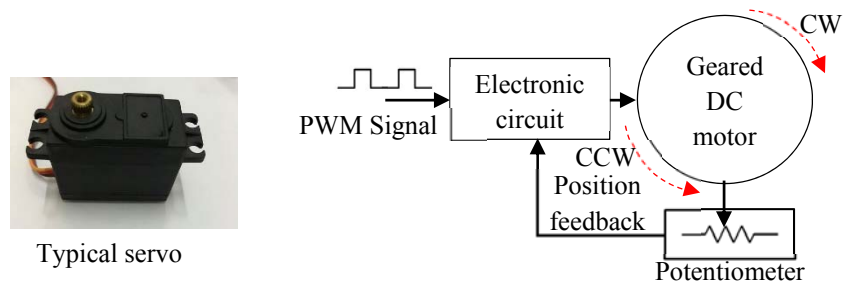 Typical servo
PWM Signal
Electronic
circuit
Geared
DC
motor
CW
CCW
Position
feedback
Potentiometer